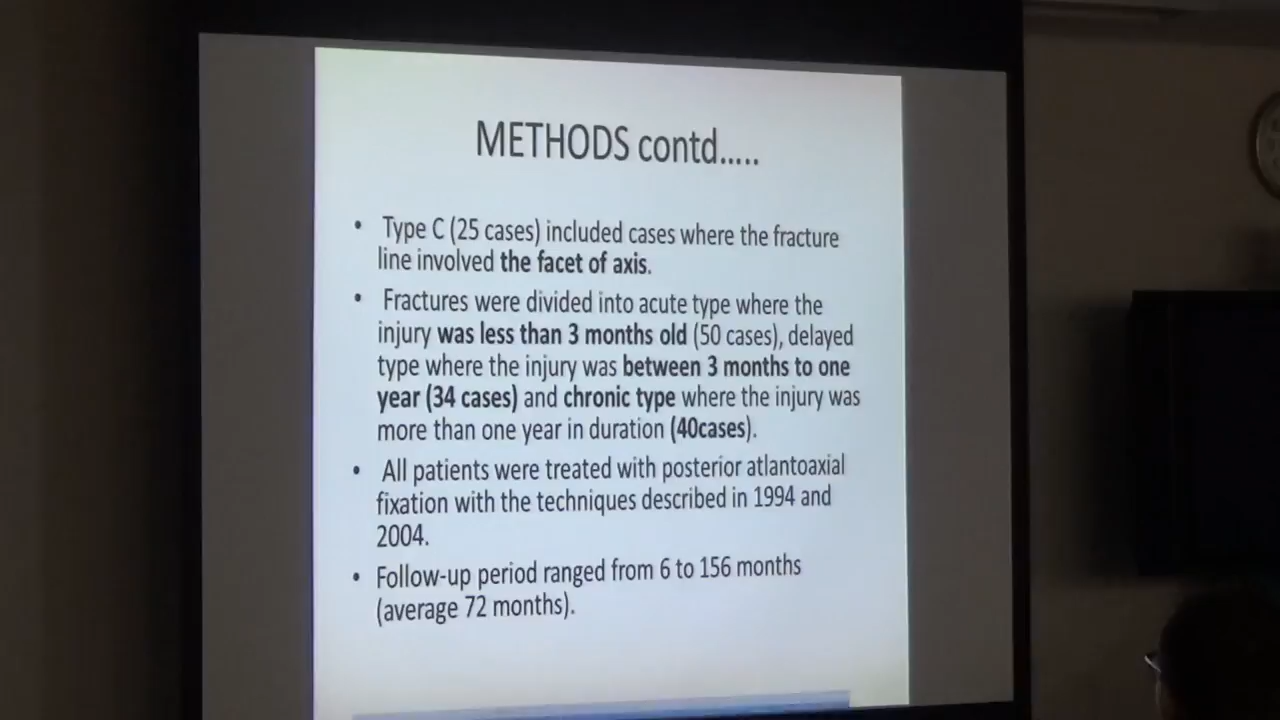 METHODS contd.....
• Type C (25 cases) included cases where the fracture
line involved the facet of axis.
• Fractures were divided into acute type where the
injury was less than 3 months old (50 cases), delayed
type where the injury was between 3 months to one
year (34 cases) and chronic type where the injury was
more than one year in duration (40cases).
• All patients were treated with posterior atlantoaxial
fixation with the techniques described in 1994 and
2004.
• Follow-up period ranged from 6 to 156 months
(average 72 months).